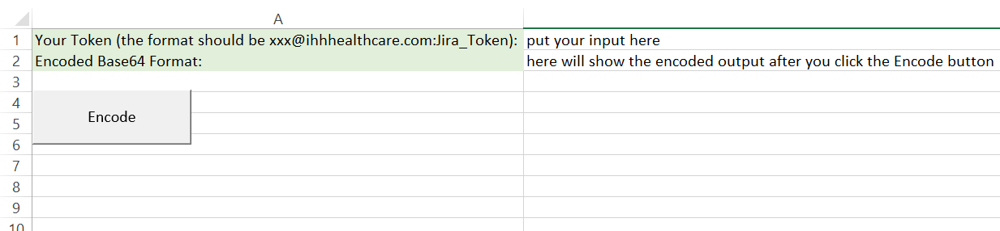 A
1 Your Token (the format should be xxx@ihhhealthcare.com:Jira_Token): put your input here
2 Encoded Base64 Format: here will show the encoded output after you click the Encode button
3
4
Encode
5
6
7
8
9
10